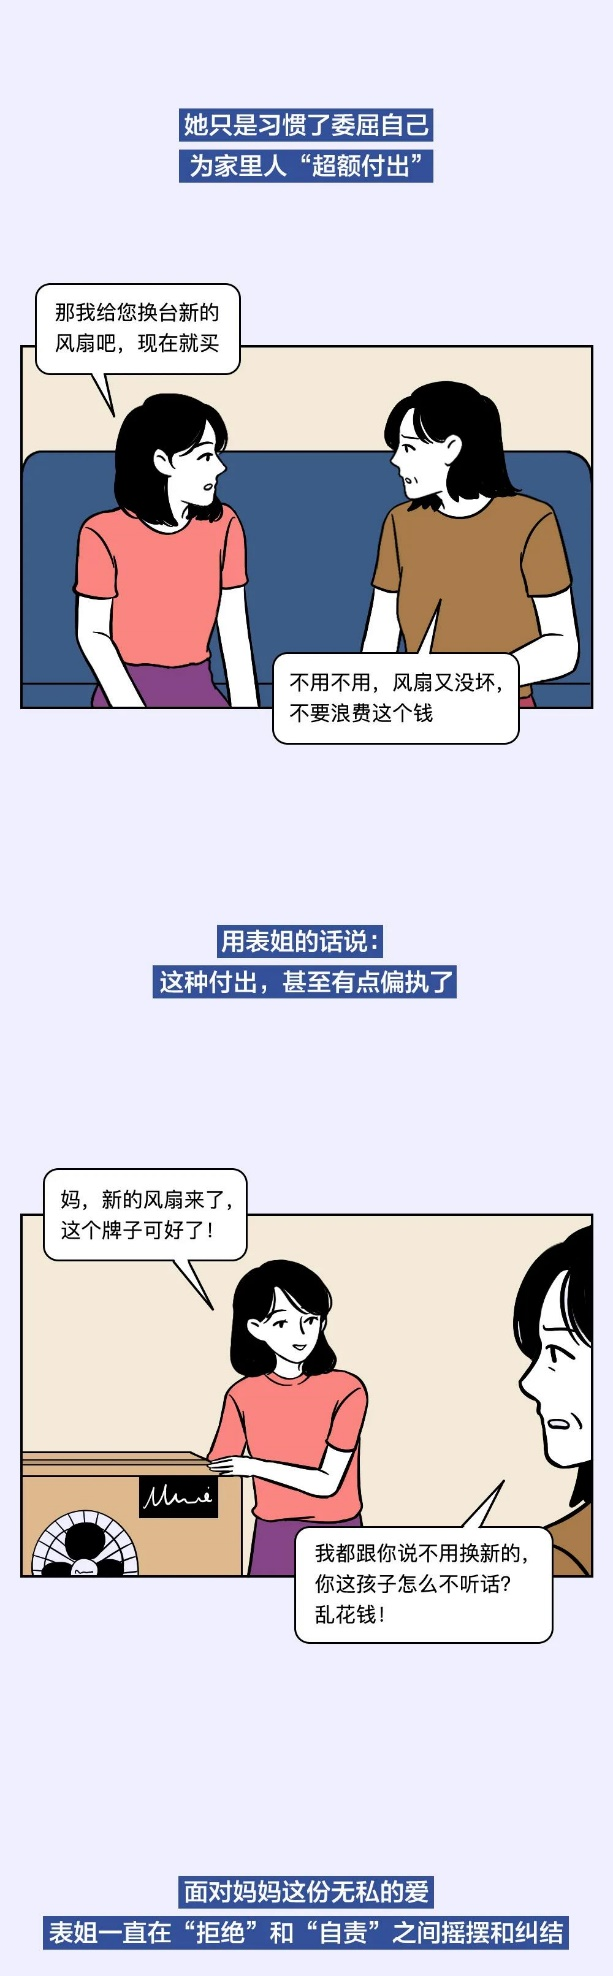 她只是习惯了委屈自己
为家里人“超额付出”
那我给您换台新的
风扇吧，现在就买
不用不用，风扇又没坏，
不要浪费这个钱
用表姐的话说：
这种付出，甚至有点偏执了
妈，新的风扇来了，
这个牌子可好了！
我都跟你说不用换新的，
你这孩子怎么不听话？
乱花钱！
面对妈妈这份无私的爱
表姐一直在“拒绝”和“自责”之间摇摆和纠结